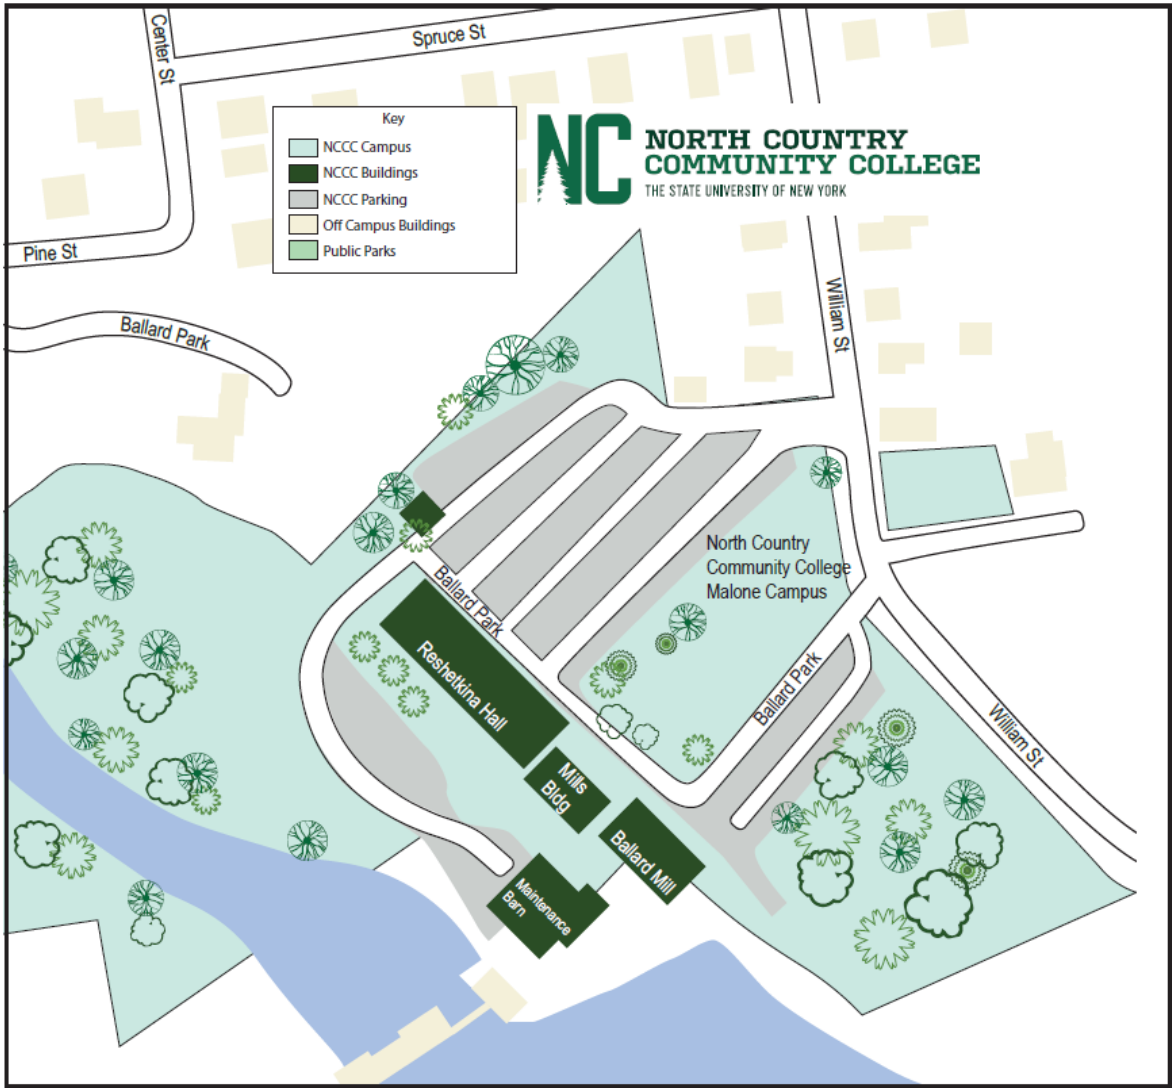 Center St
Spruce St
Key
NCCC Campus
NCCC Buildings
NCCC Parking
Off Campus Buildings
Public Parks
NC
NORTH COUNTRY
COMMUNITY COLLEGE
THE STATE UNIVERSITY OF NEW YORK
Pine St
Ballard Park
William St
North Country
Community College
Malone Campus
Ballard Park
Reshetkina Hall
Ballard Park
William St
Mills
Bldg
Ballard Mill
Maintenance
Barn